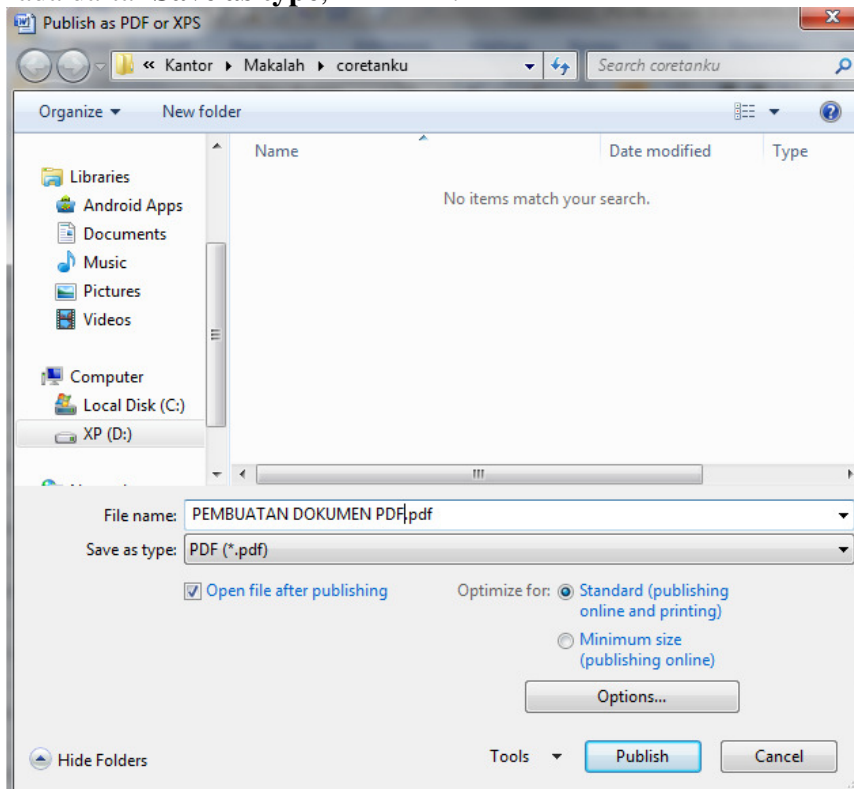 Save as type,
Publish as PDF or XPS
« Kantor Makalah coretanku Search coretanku
Organize New folder
Name Date modified Type
No items match your search.
Libraries
Android Apps
Documents
Music
Pictures
Videos
Computer
Local Disk (C:)
XP (D:)
File name: PEMBUATAN DOKUMEN PDF.pdf
Save as type: PDF (*.pdf)
Open file after publishing Optimize for: Standard (publishing
online and printing)
Minimum size
(publishing online)
Options...
Hide Folders Tools Publish Cancel